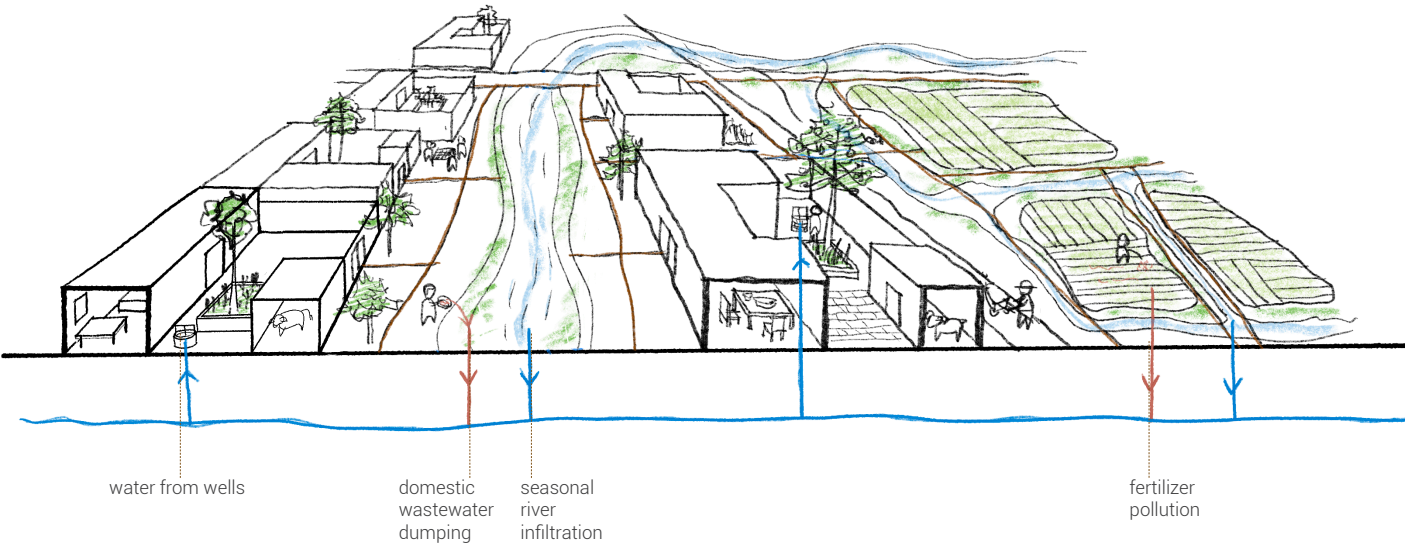 water from wells
domestic
wastewater
dumping
seasonal
river
infiltration
fertilizer
pollution